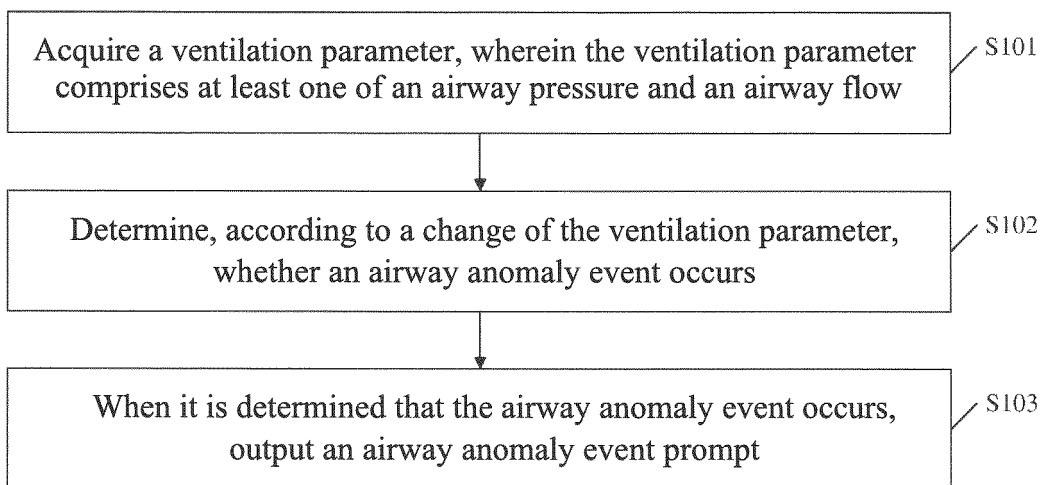 Acquire a ventilation parameter, wherein the ventilation parameter
comprises at least one of an airway pressure and an airway flow
S101
Determine, according to a change of the ventilation parameter,
whether an airway anomaly event occurs
S102
When it is determined that the airway anomaly event occurs,
output an airway anomaly event prompt
S103